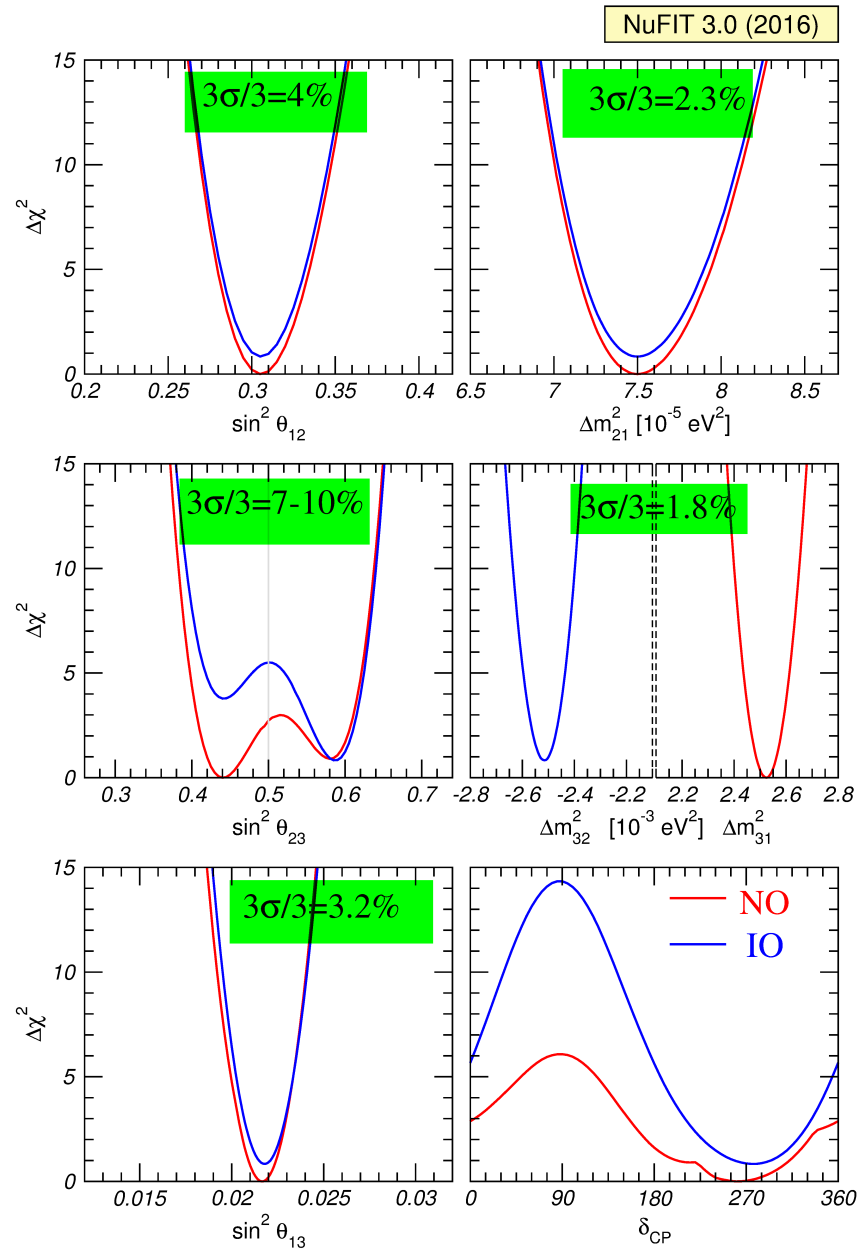 NuFIT 3.0 (2016)
3σ/3=4%
3σ/3=2.3%
15
10
5
0
Δχ²
0.2 0.25 0.3 0.35 0.4
6.5 7 7.5 8 8.5
sin² θ₁₂
Δm²₂₁ [10⁻⁵ eV²]
3σ/3=7-10%
3σ/3=1.8%
15
10
5
0
Δχ²
0.3 0.4 0.5 0.6 0.7
-2.8 -2.6 -2.4 -2.2 2.2 2.4 2.6 2.8
sin² θ₂₃
Δm²₃₂ [10⁻³ eV²] Δm²₃₁
3σ/3=3.2%
NO
IO
15
10
5
0
Δχ²
0.015 0.02 0.025 0.03
0 90 180 270 360
sin² θ₁₃
δ_CP